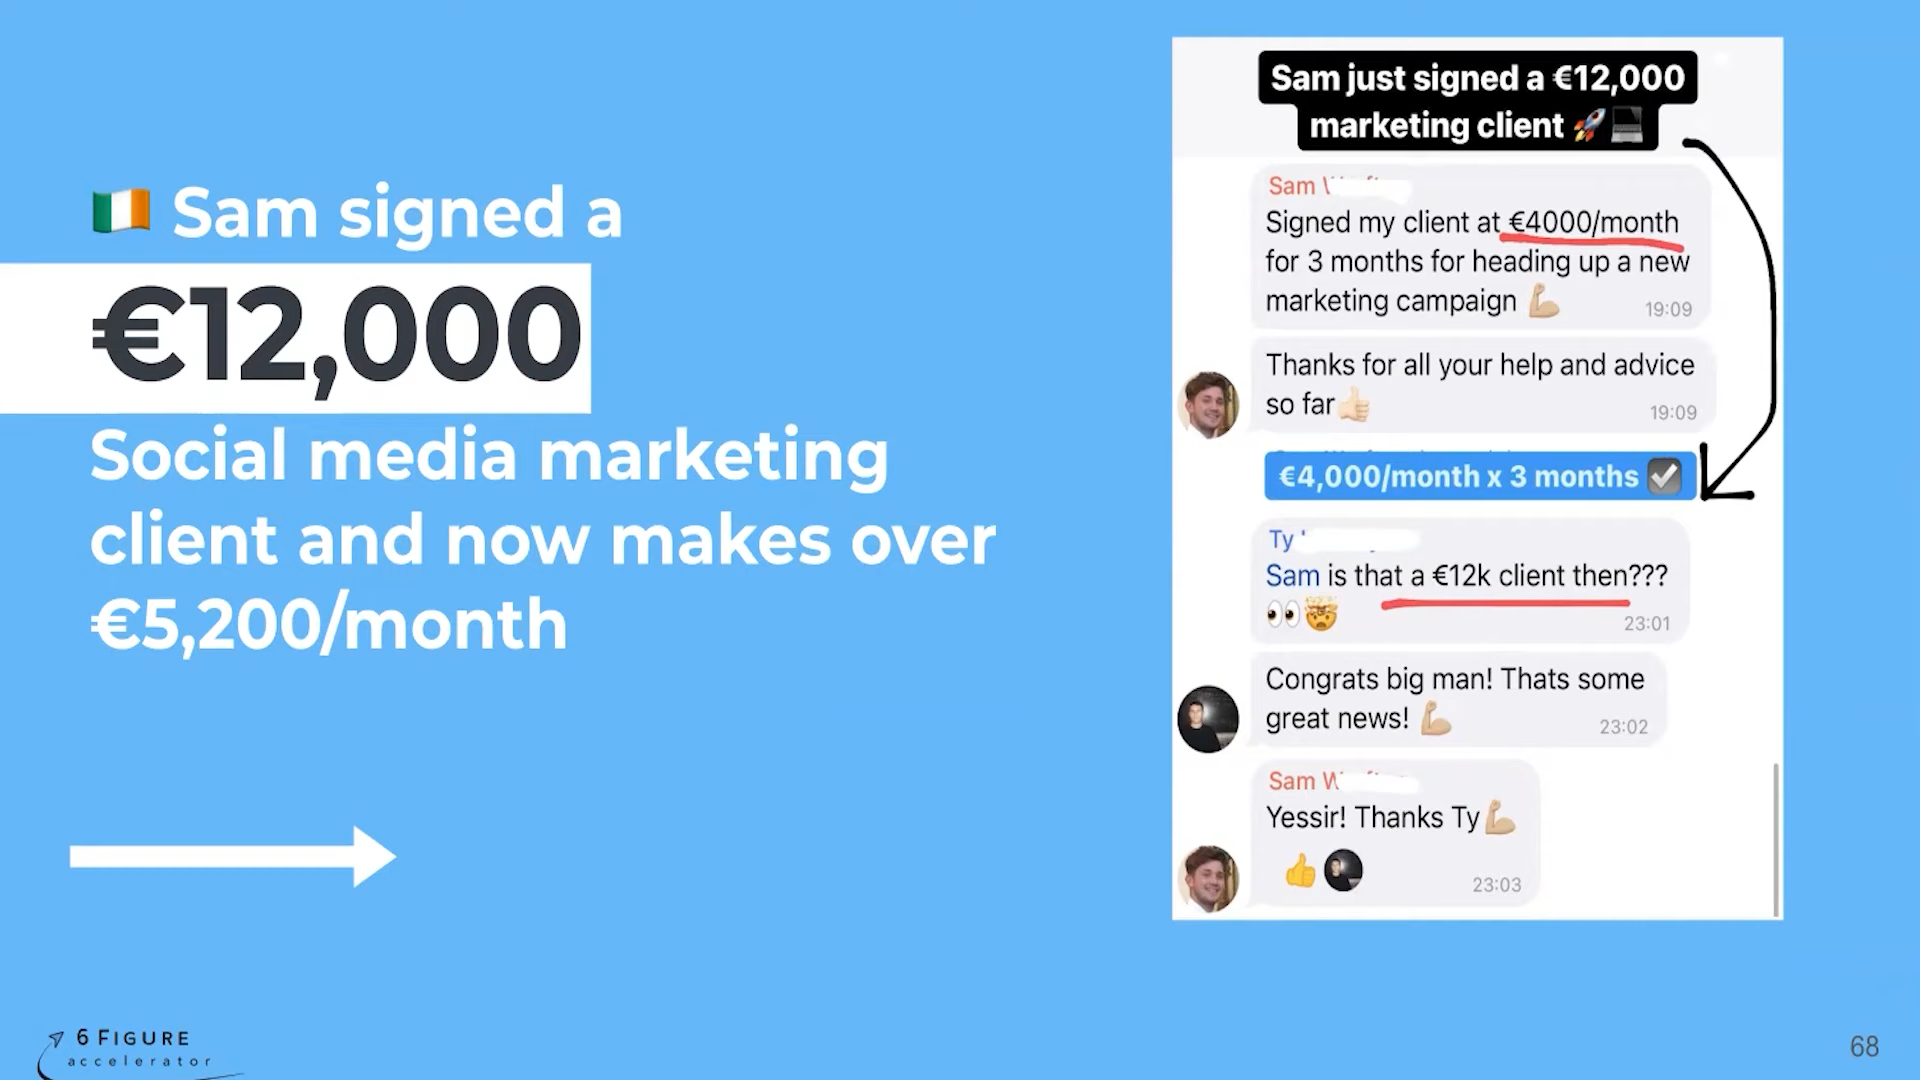 Sam signed a
€12,000
Social media marketing
client and now makes over
€5,200/month
Sam just signed a €12,000
marketing client
Sam
Signed my client at €4000/month
for 3 months for heading up a new
marketing campaign
19:09
Thanks for all your help and advice
so far
19:09
€4,000/month x 3 months
Ty
Sam is that a €12k client then???
23:01
Congrats big man! Thats some
great news!
23:02
Sam W
Yessir! Thanks Ty
23:03
6 FIGURE
accelerator
68